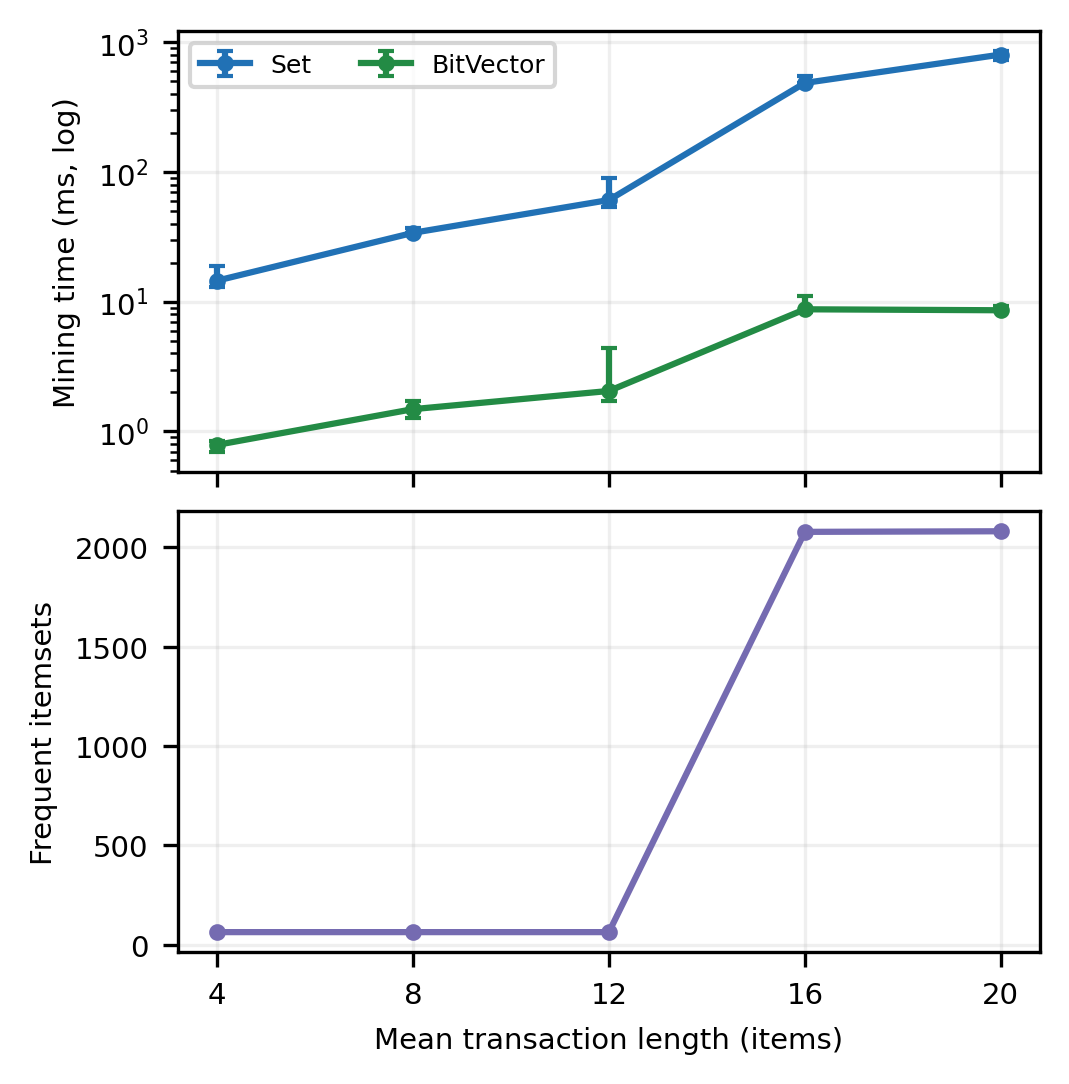 Set BitVector
Mining time (ms, log)
10³
10²
10¹
10⁰
Frequent itemsets
2000
1500
1000
500
0
4 8 12 16 20
Mean transaction length (items)